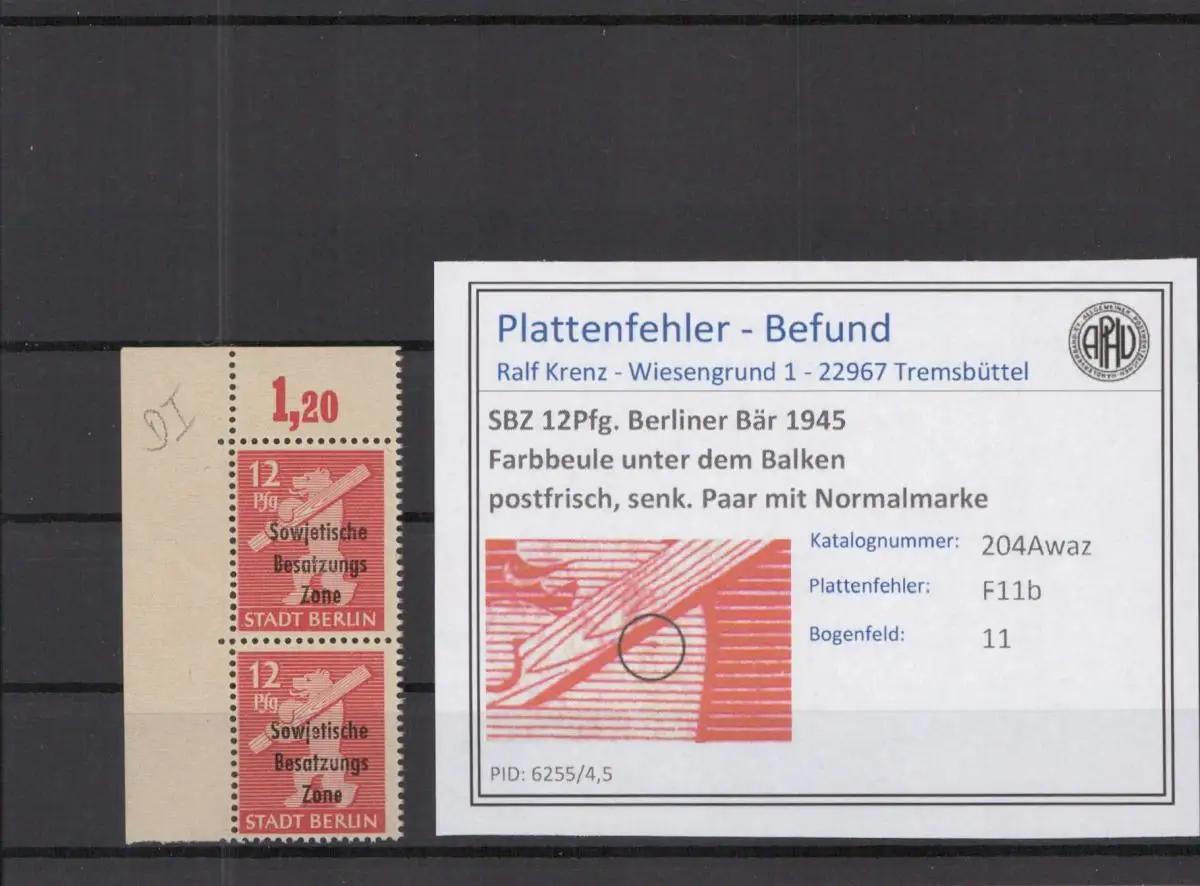 DI
1,20
12
Pfg
Sowjetische
Besatzungs
Zone
STADT BERLIN
12
Pfg
Sowjetische
Besatzungs
Zone
STADT BERLIN
Plattenfehler - Befund
Ralf Krenz - Wiesengrund 1 - 22967 Tremsbüttel
APHV
SBZ 12Pfg. Berliner Bär 1945
Farbbeule unter dem Balken
postfrisch, senk. Paar mit Normalmarke
Katalognummer: 204Awaz
Plattenfehler: F11b
Bogenfeld: 11
PID: 6255/4,5